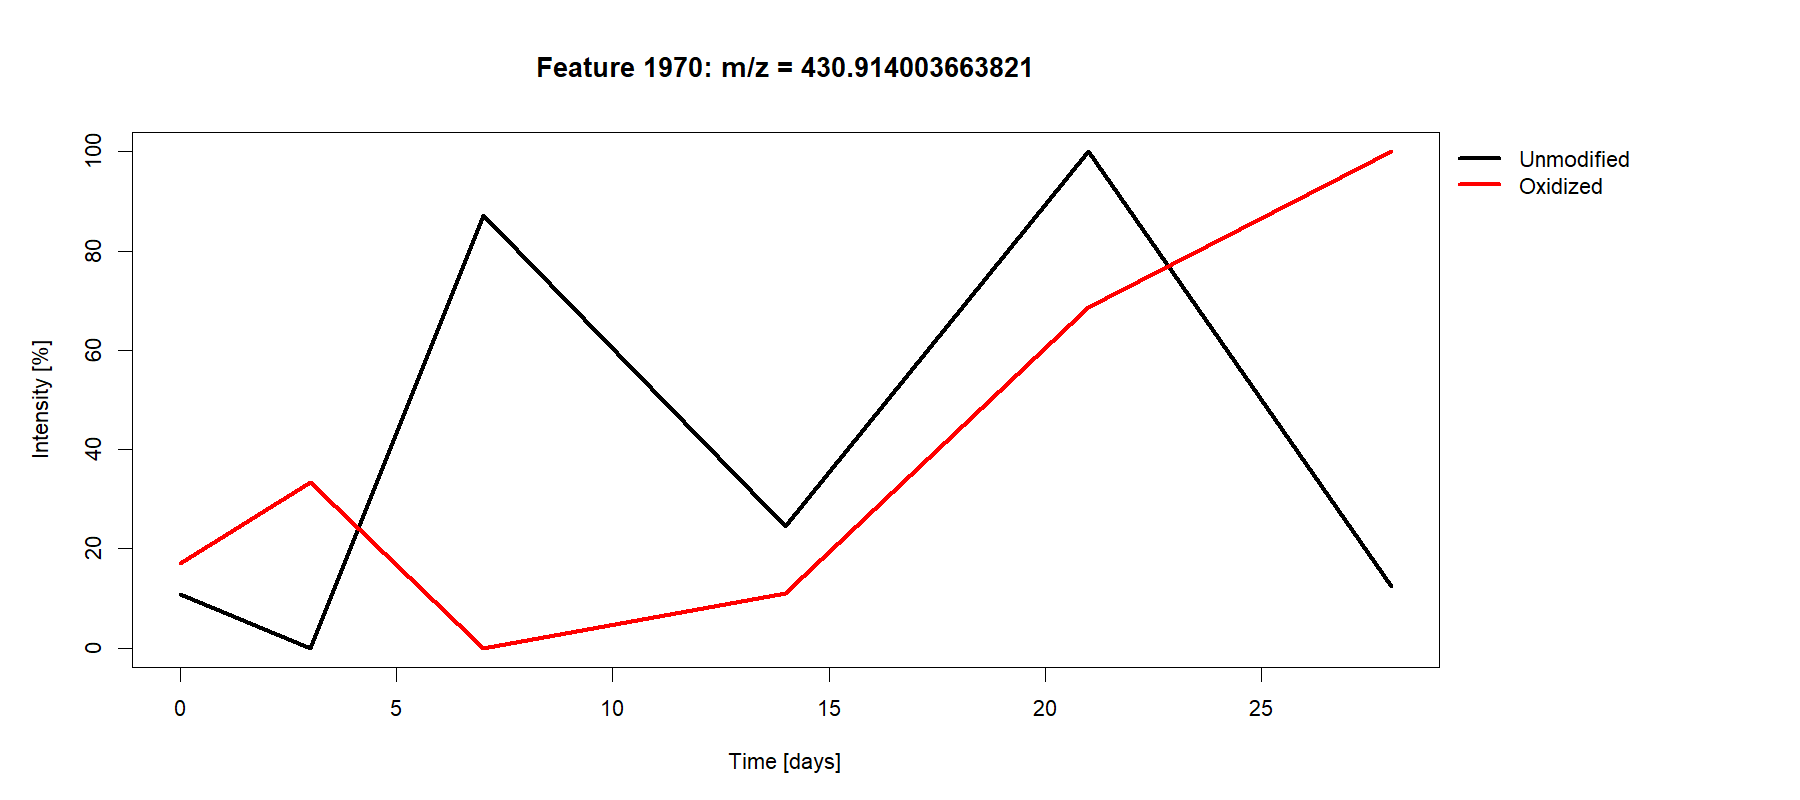 Feature 1970: m/z = 430.914003663821
Unmodified
Oxidized
Intensity [%]
100
80
60
40
20
0
0 5 10 15 20 25
Time [days]